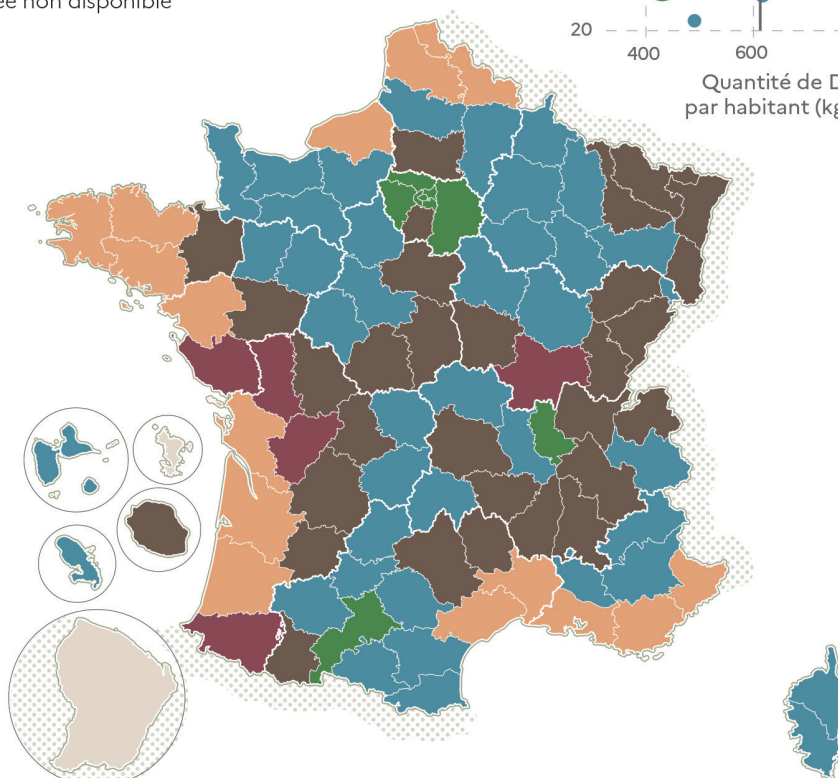 ée non disponible
20
400
600
Quantité de D
par habitant (kg